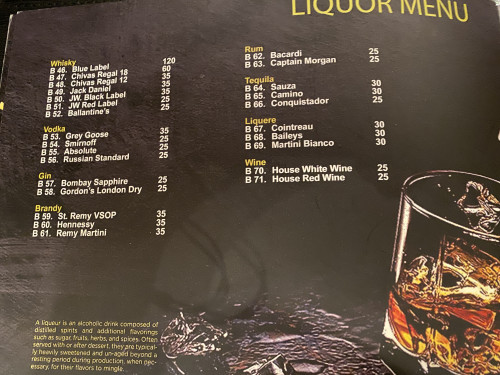 LIQUOR MENU
Whisky
B 46. Blue Label 120
B 47. Chivas Regal 18 60
B 48. Chivas Regal 12 35
B 49. Jack Daniel 35
B 50. JW. Black Label 25
B 51. JW Red Label 25
B 52. Ballantine's 25
Vodka
B 53. Grey Goose 35
B 54. Smirnoff 25
B 55. Absolute 25
B 56. Russian Standard 25
Gin
B 57. Bombay Sapphire 25
B 58. Gordon's London Dry 25
Brandy
B 59. St. Remy VSOP 35
B 60. Hennessy 35
B 61. Remy Martini 35
Rum
B 62. Bacardi 25
B 63. Captain Morgan 25
Tequila
B 64. Sauza 30
B 65. Camino 30
B 66. Conquistador 25
Liquere
B 67. Cointreau 30
B 68. Baileys 30
B 69. Martini Bianco 30
Wine
B 70. House White Wine 25
B 71. House Red Wine 25
A liqueur is an alcoholic drink composed of
distilled spirits and additional flavorings
such as sugar, fruits, herbs, and spices. Often
served with or after dessert, they are typical-
ly heavily sweetened and un-aged beyond a
resting period during production, when nec-
essary, for their flavors to mingle.